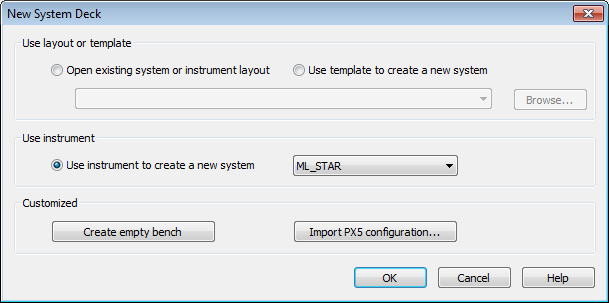 New System Deck
Use layout or template
Open existing system or instrument layout
Use template to create a new system
Browse...
Use instrument
Use instrument to create a new system
ML_STAR
Customized
Create empty bench
Import PX5 configuration...
OK
Cancel
Help